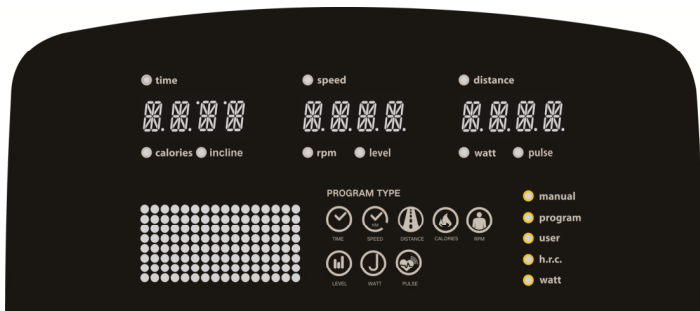 time speed distance
calories incline rpm level watt pulse
PROGRAM TYPE
TIME SPEED DISTANCE CALORIES RPM
LEVEL WATT PULSE
manual
program
user
h.r.c.
watt